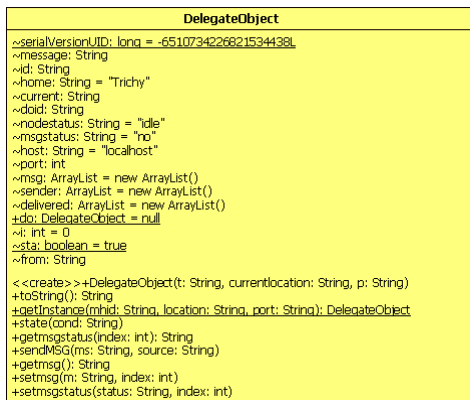 DelegateObject
~serialVersionUID: long = -6510734226821534438L
~message: String
~id: String
~home: String = "Trichy"
~current: String
~doid: String
~nodestatus: String = "idle"
~msgstatus: String = "no"
~host: String = "localhost"
~port: int
~msg: ArrayList = new ArrayList()
~sender: ArrayList = new ArrayList()
~delivered: ArrayList = new ArrayList()
+do: DelegateObject = null
~i: int = 0
~sta: boolean = true
~from: String
<<create>>+DelegateObject(t: String, currentlocation: String, p: String)
+toString(): String
+getInstance(mhid: String, location: String, port: String): DelegateObject
+state(cond: String)
+getmsgstatus(index: int): String
+sendMSG(ms: String, source: String)
+getmsg(): String
+setmsg(m: String, index: int)
+setmsgstatus(status: String, index: int)